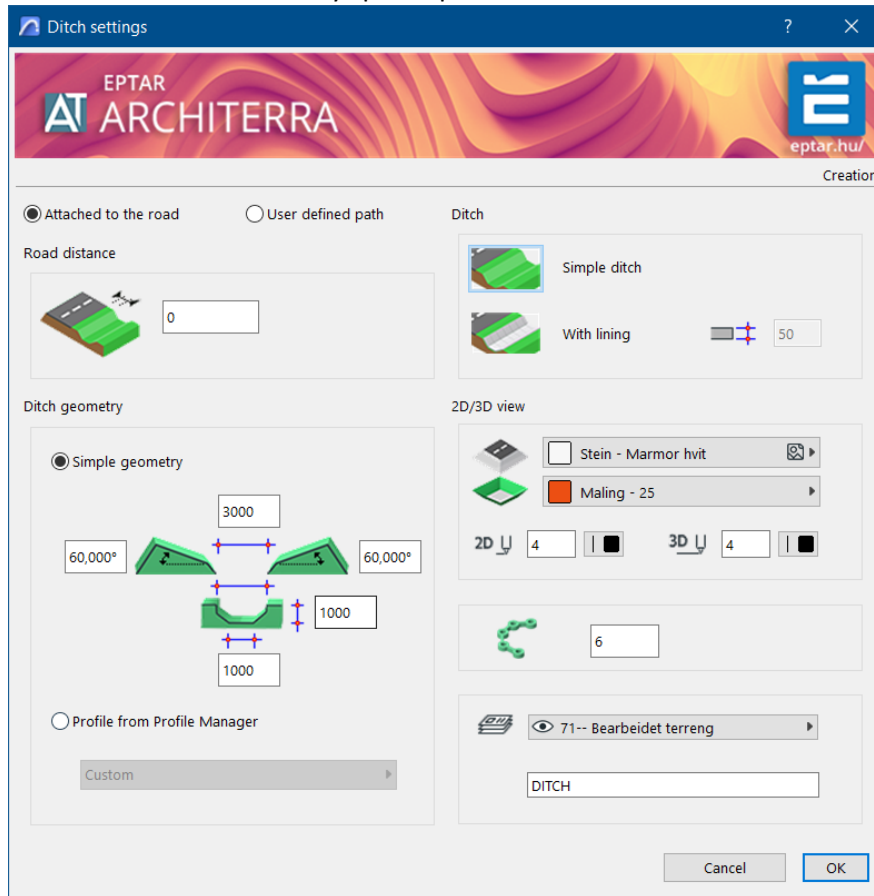 Ditch settings
?
EPTAR
AT ARCHITERRA
eptar.hu/
Creation
Attached to the road
User defined path
Road distance
0
Ditch
Simple ditch
With lining
50
Ditch geometry
Simple geometry
3000
60,000°
60,000°
1000
1000
Profile from Profile Manager
Custom
2D/3D view
Stein - Marmor hvit
Maling - 25
2D 4
3D 4
6
71-- Bearbeidet terreng
DITCH
Cancel
OK